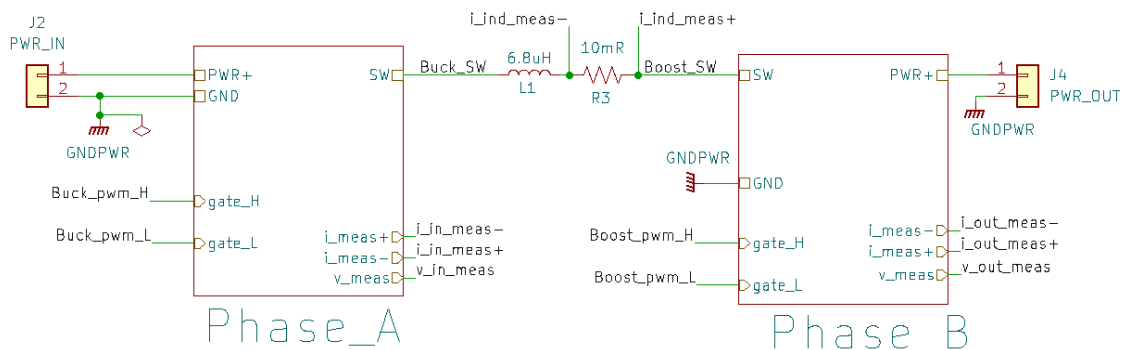 i_ind_meas-
i_ind_meas+
J2
PWR_IN
6.8uH
10mR
1
PWR+
SW
Buck_SW
Boost_SW
SW
PWR+
1
J4
2
GND
L1
R3
2
PWR_OUT
GNDPWR
GNDPWR
GNDPWR
GND
Buck_pwm_H
gate_H
Buck_pwm_L
gate_L
i_meas+
i_in_meas-
i_meas-
i_in_meas+
v_meas
v_in_meas
Boost_pwm_H
gate_H
Boost_pwm_L
gate_L
i_meas-
i_out_meas-
i_meas+
i_out_meas+
v_meas
v_out_meas
Phase_A
Phase B